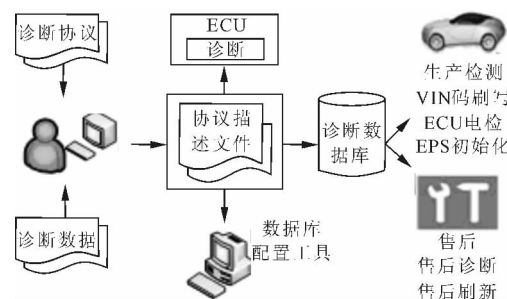 诊断协议
ECU
诊断
协议描
述文件
诊断数
据库
生产检测
VIN码刷写
ECU电检
EPS初始化
诊断数据
数据库
配置工具
售后
售后诊断
售后刷新